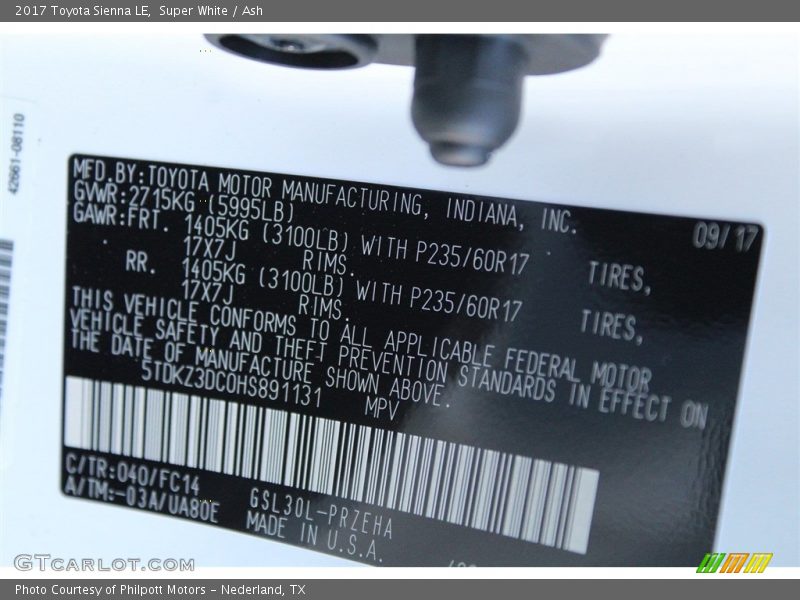 2017 Toyota Sienna LE, Super White / Ash
42661-08110
MFD.BY:TOYOTA MOTOR MANUFACTURING, INDIANA, INC. 09/17
GVWR:2715KG (5995LB)
GAWR:FRT. 1405KG (3100LB) WITH P235/60R17 TIRES,
17X7J RIMS.
RR. 1405KG (3100LB) WITH P235/60R17 TIRES,
17X7J RIMS.
THIS VEHICLE CONFORMS TO ALL APPLICABLE FEDERAL MOTOR
VEHICLE SAFETY AND THEFT PREVENTION STANDARDS IN EFFECT ON
THE DATE OF MANUFACTURE SHOWN ABOVE.
5TDKZ3DC0HS891131 MPV
C/TR:040/FC14
A/TM:-03A/UA80E GSL30L-PRZEHA
MADE IN U.S.A.
GTCARLOT.COM
Photo Courtesy of Philpott Motors - Nederland, TX